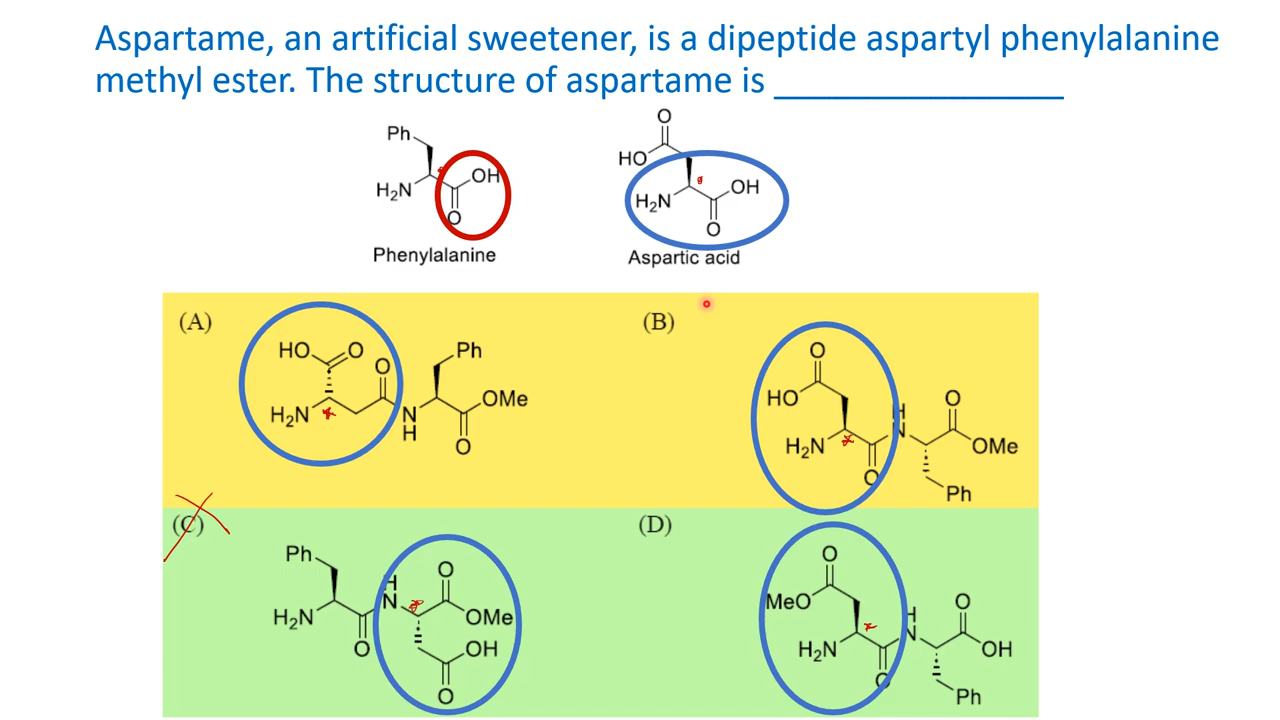 Aspartame, an artificial sweetener, is a dipeptide aspartyl phenylalanine
methyl ester. The structure of aspartame is ________________
Ph
H₂N
OH
O
Phenylalanine
O
HO
H₂N
OH
O
Aspartic acid
(A)
HO
O
O
H₂N
N
H
Ph
OMe
O
(B)
O
HO
H₂N
O
H
N
O
OMe
Ph
(C)
Ph
H₂N
O
H
N
O
OMe
OH
O
(D)
O
MeO
H₂N
O
H
N
O
OH
Ph